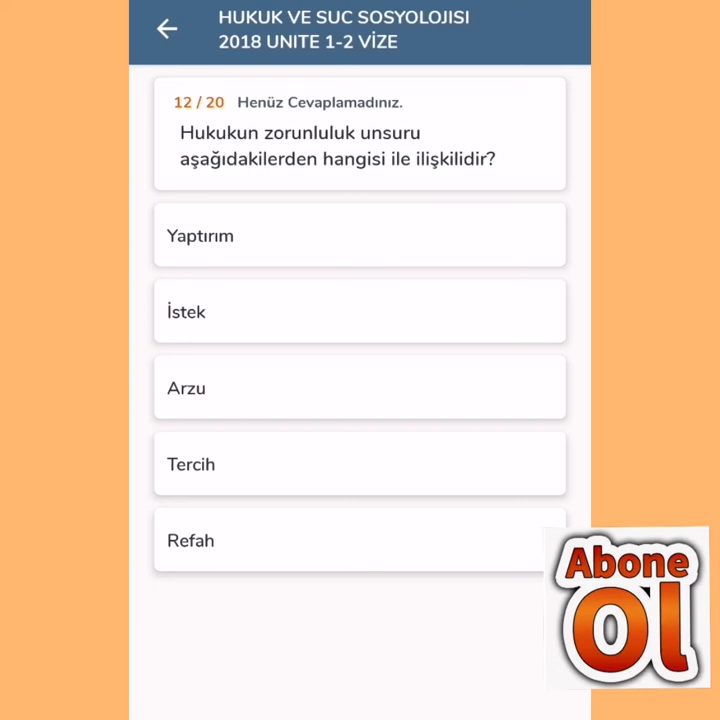 HUKUK VE SUC SOSYOLOJISI
2018 UNITE 1-2 VİZE
12 / 20 Henüz Cevaplamadınız.
Hukukun zorunluluk unsuru
aşağıdakilerden hangisi ile ilişkilidir?
Yaptırım
İstek
Arzu
Tercih
Refah
Abone
Ol